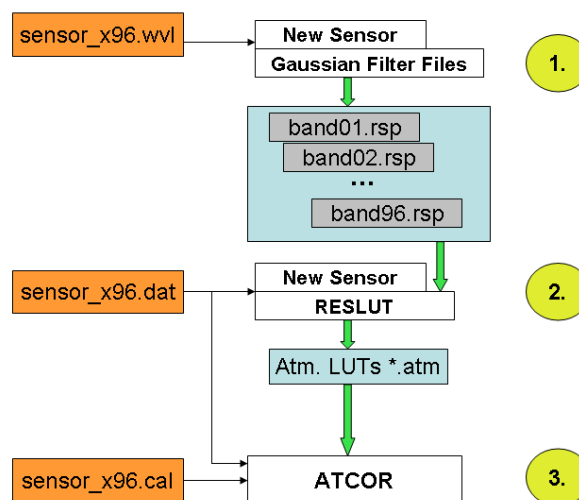 sensor_x96.wvl
New Sensor
Gaussian Filter Files
1.
band01.rsp
band02.rsp
...
band96.rsp
sensor_x96.dat
New Sensor
RESLUT
2.
Atm. LUTs *.atm
sensor_x96.cal
ATCOR
3.